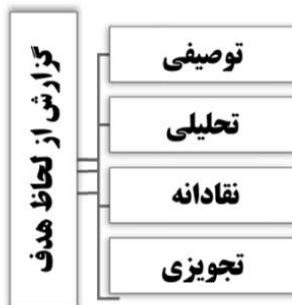 گزارش از لحاظ هدف
توصیفی
تحلیلی
نقادانه
تجویزی